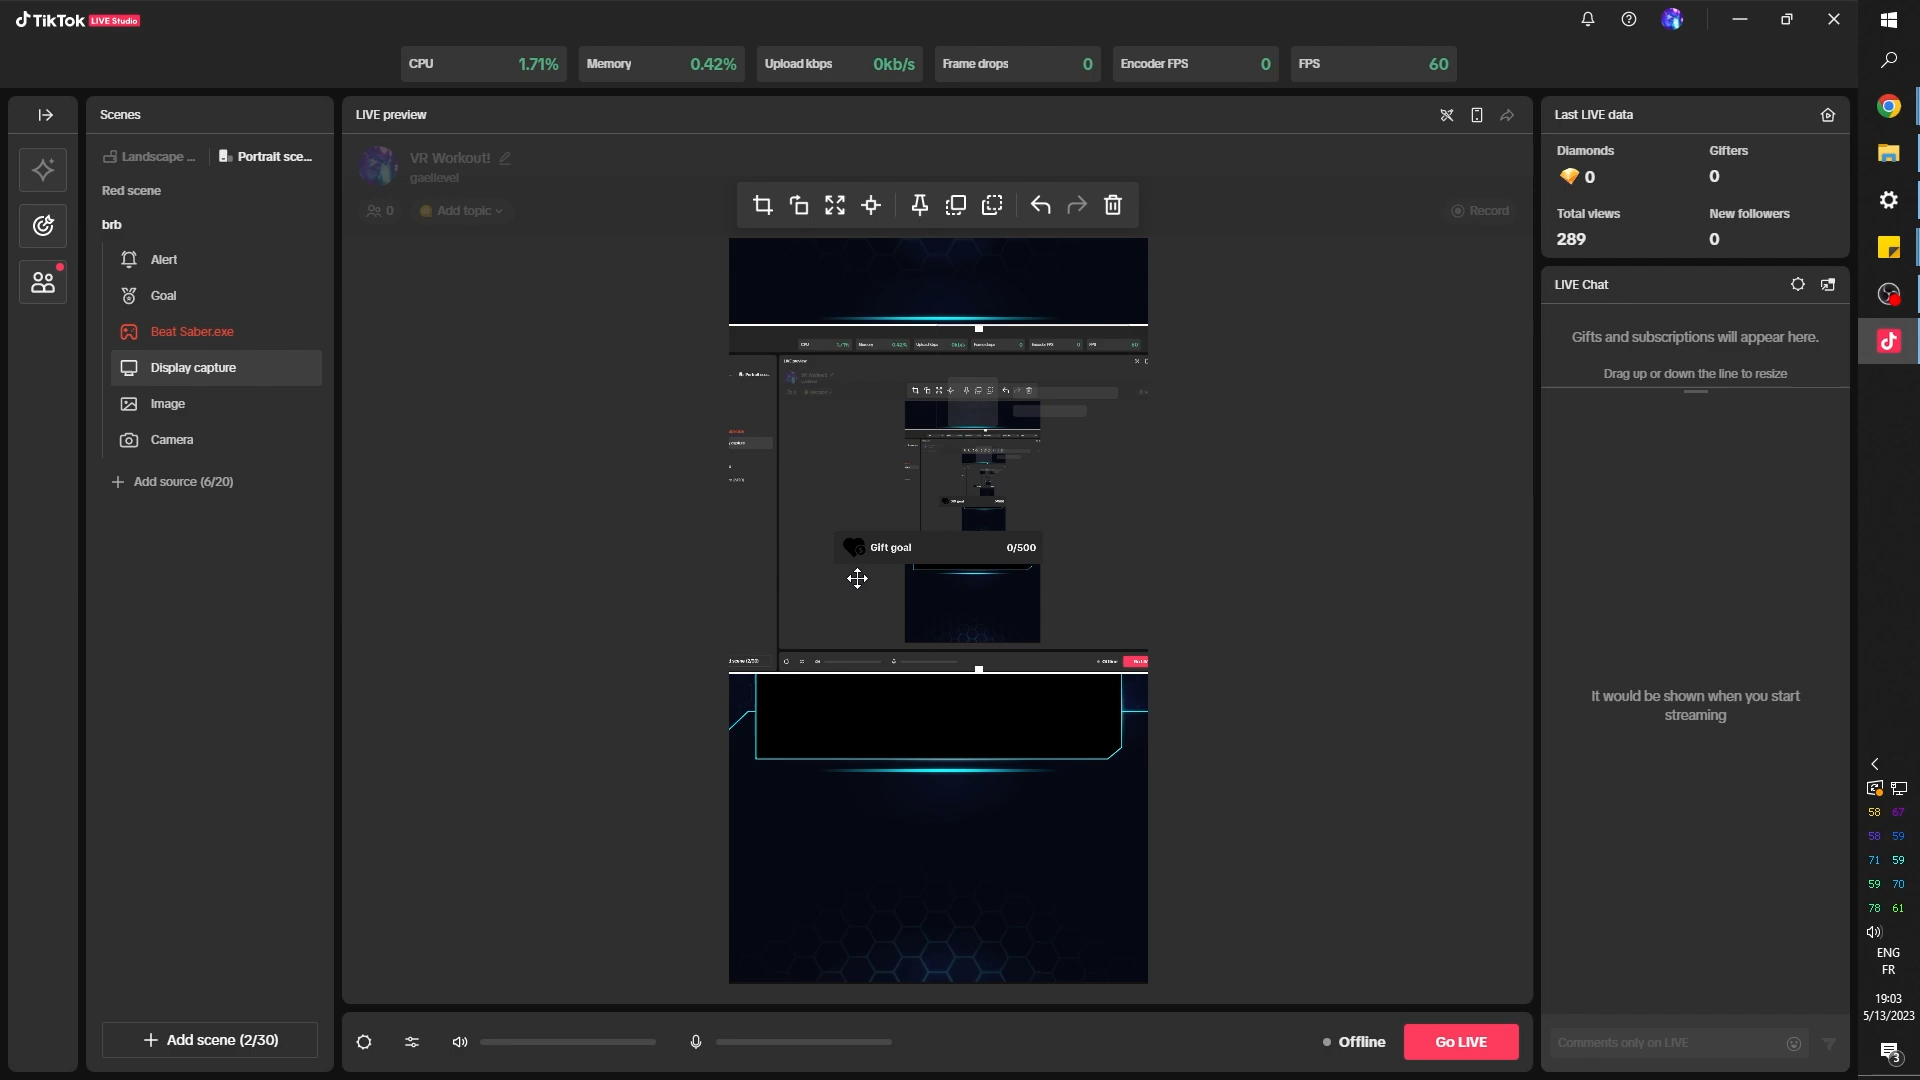 TikTok LIVE Studio
CPU 1.71%
Memory 0.42%
Upload kbps 0kb/s
Frame drops 0
Encoder FPS 0
FPS 60
Scenes
Landscape ...
Portrait sce...
Red scene
brb
Alert
Goal
Beat Saber.exe
Display capture
Image
Camera
Add source (6/20)
Add scene (2/30)
LIVE preview
VR Workout!
gaellevel
0
Add topic
Record
Gift goal 0/500
Offline
Go LIVE
Last LIVE data
Diamonds Gifters
0 0
Total views New followers
289 0
LIVE Chat
Gifts and subscriptions will appear here.
Drag up or down the line to resize
It would be shown when you start
streaming
Comments only on LIVE
58 67
58 59
71 59
59 70
78 61
ENG
FR
19:03
5/13/2023
3